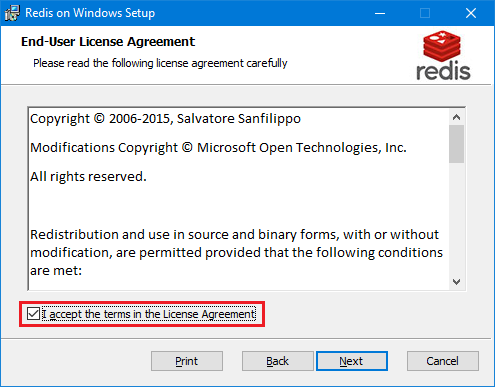 Redis on Windows Setup
End-User License Agreement
Please read the following license agreement carefully
redis
Copyright © 2006-2015, Salvatore Sanfilippo
Modifications Copyright © Microsoft Open Technologies, Inc.
All rights reserved.
Redistribution and use in source and binary forms, with or without
modification, are permitted provided that the following conditions
are met:
I accept the terms in the License Agreement
Print Back Next Cancel